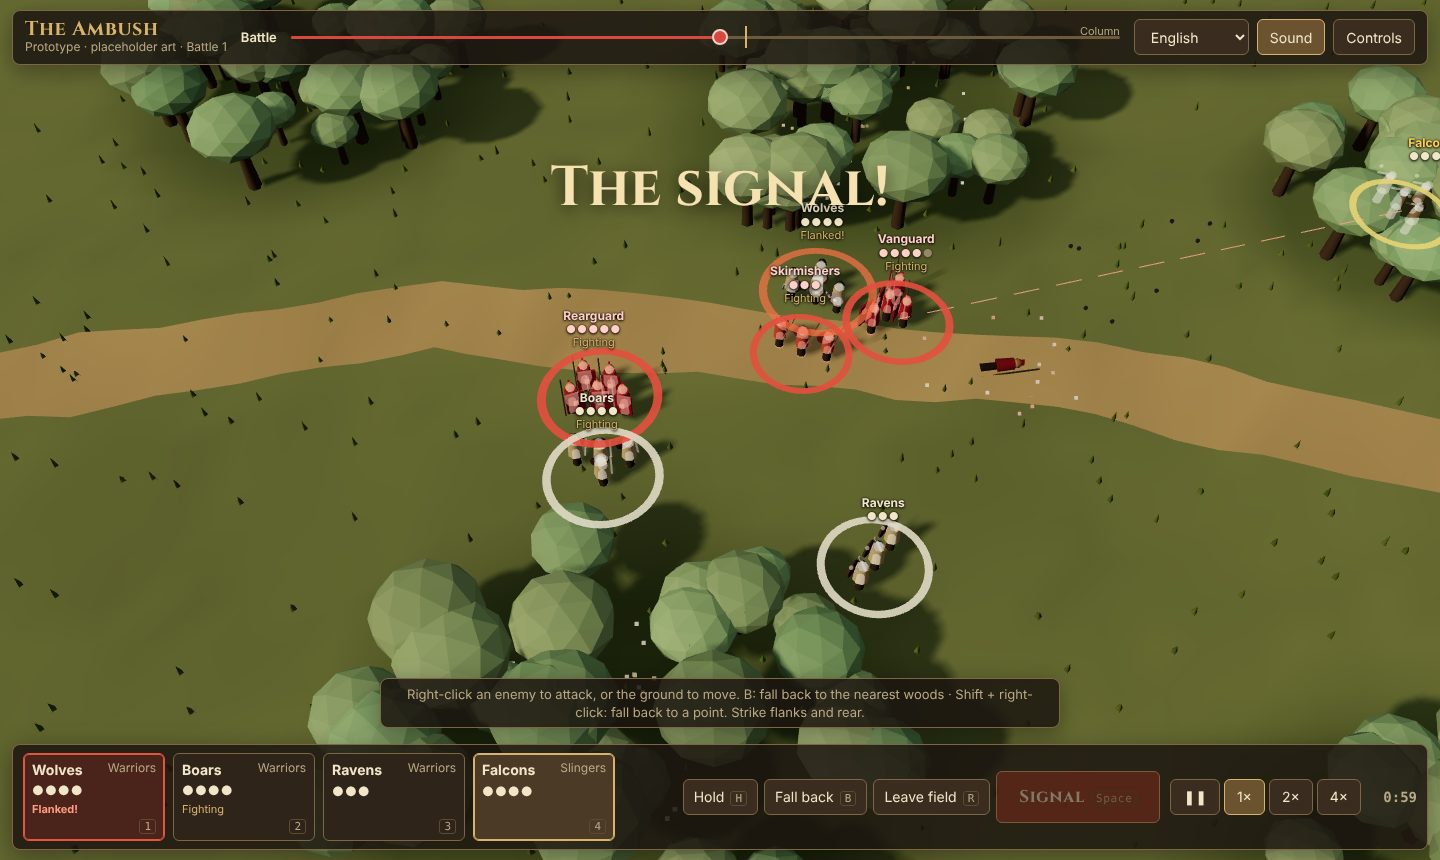 The Ambush
Prototype · placeholder art · Battle 1
Battle
Column
English
Sound
Controls
Falco
The signal!
Wolves
Flanked!
Vanguard
Fighting
Skirmishers
Fighting
Rearguard
Fighting
Boars
Fighting
Ravens
Right-click an enemy to attack, or the ground to move. B: fall back to the nearest woods · Shift + right-
click: fall back to a point. Strike flanks and rear.
Wolves Warriors
Flanked!
1
Boars Warriors
Fighting
2
Ravens Warriors
3
Falcons Slingers
4
Hold H
Fall back B
Leave field R
Signal Space
1×
2×
4×
0:59